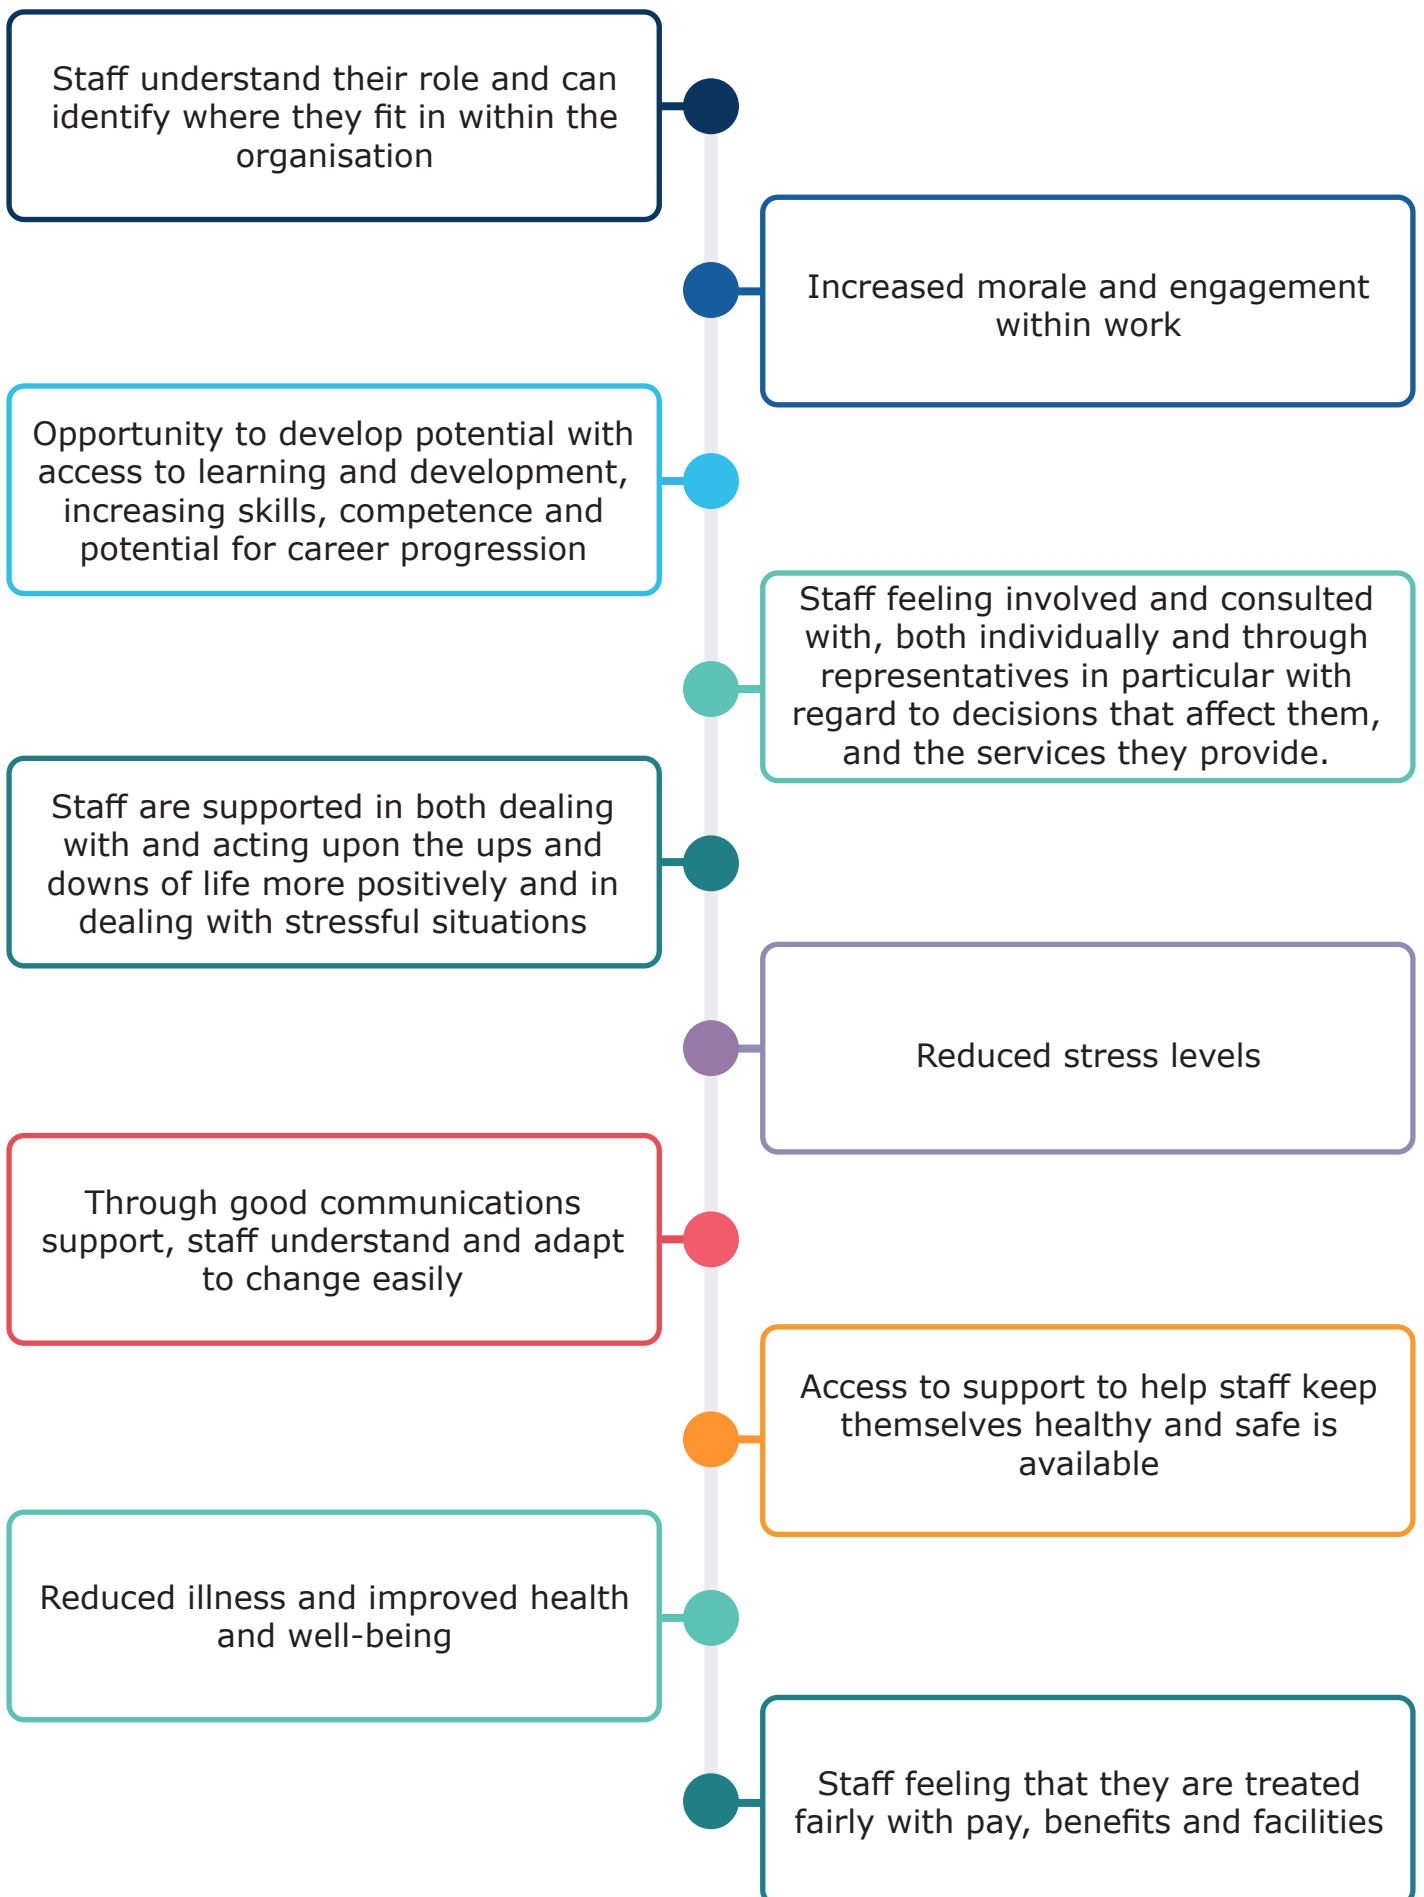 Staff understand their role and can
identify where they fit in within the
organisation
Increased morale and engagement
within work
Opportunity to develop potential with
access to learning and development,
increasing skills, competence and
potential for career progression
Staff feeling involved and consulted
with, both individually and through
representatives in particular with
regard to decisions that affect them,
and the services they provide.
Staff are supported in both dealing
with and acting upon the ups and
downs of life more positively and in
dealing with stressful situations
Reduced stress levels
Through good communications
support, staff understand and adapt
to change easily
Access to support to help staff keep
themselves healthy and safe is
available
Reduced illness and improved health
and well-being
Staff feeling that they are treated
fairly with pay, benefits and facilities